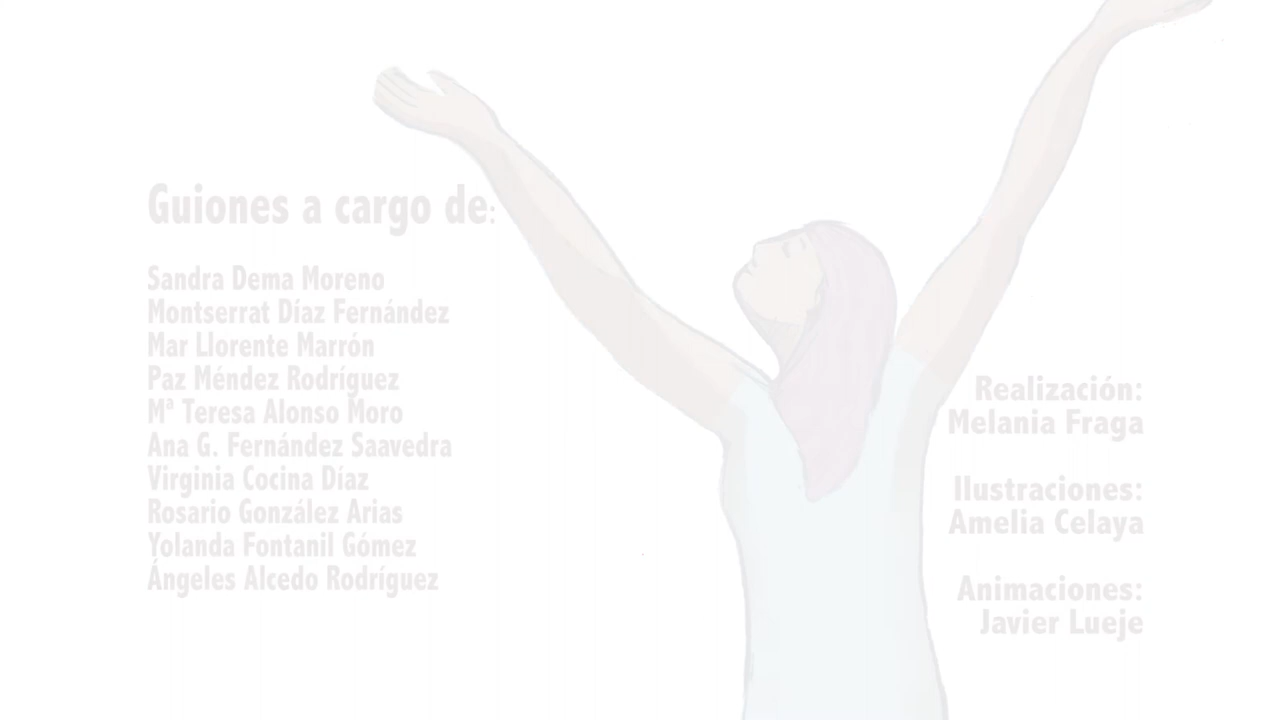 Guiones a cargo de:
Sandra Dema Moreno
Montserrat Díaz Fernández
Mar Llorente Marrón
Paz Méndez Rodríguez
Mª Teresa Alonso Moro
Ana G. Fernández Saavedra
Virginia Cocina Díaz
Rosario González Arias
Yolanda Fontanil Gómez
Ángeles Alcedo Rodríguez
Realización:
Melania Fraga
Ilustraciones:
Amelia Celaya
Animaciones:
Javier Lueje